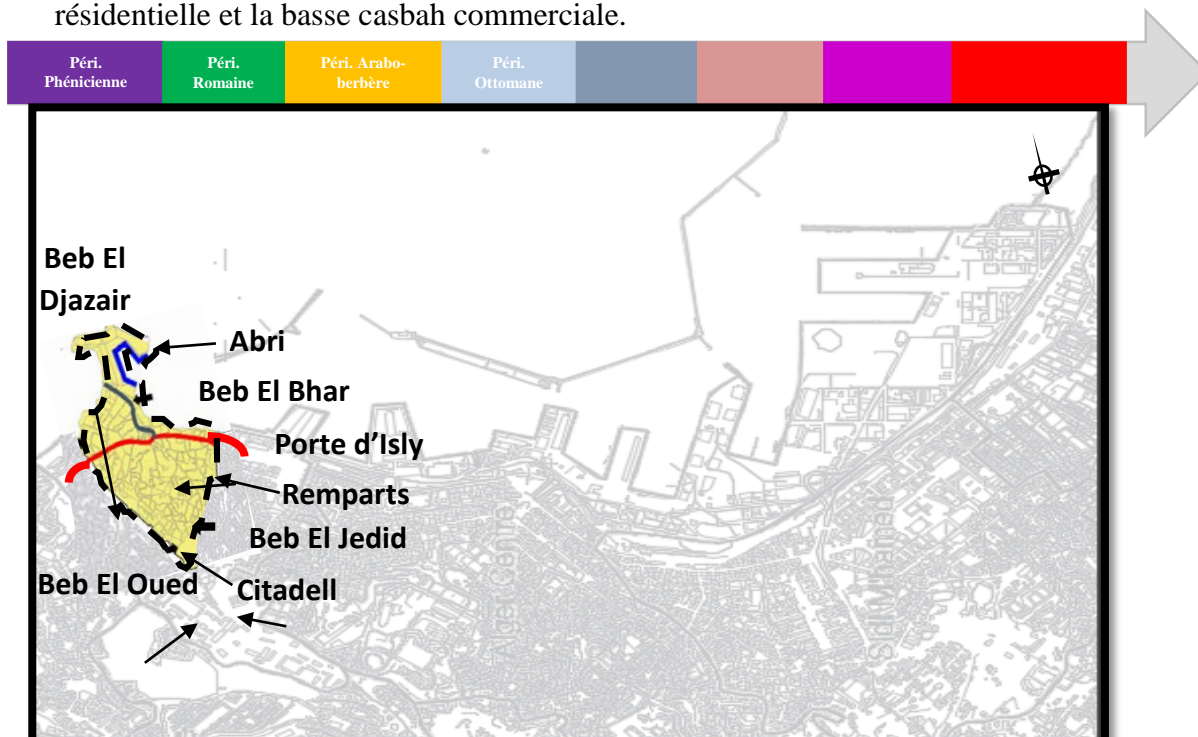 résidentielle et la basse casbah commerciale.
Péri.
Phénicienne
Péri.
Romaine
Péri. Arabo-
berbère
Péri.
Ottomane
Beb El
Djazair
Abri
Beb El Bhar
Porte d’Isly
Remparts
Beb El Jedid
Beb El Oued
Citadell